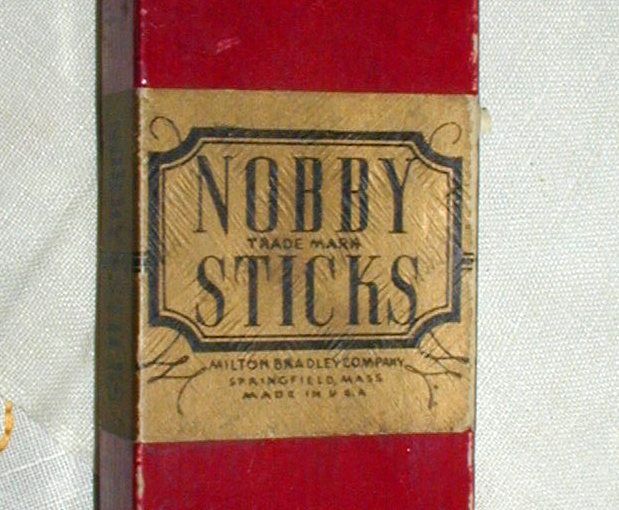 NOBBY
TRADE MARK
STICKS
MILTON BRADLEY COMPANY
SPRINGFIELD, MASS
MADE IN U S A